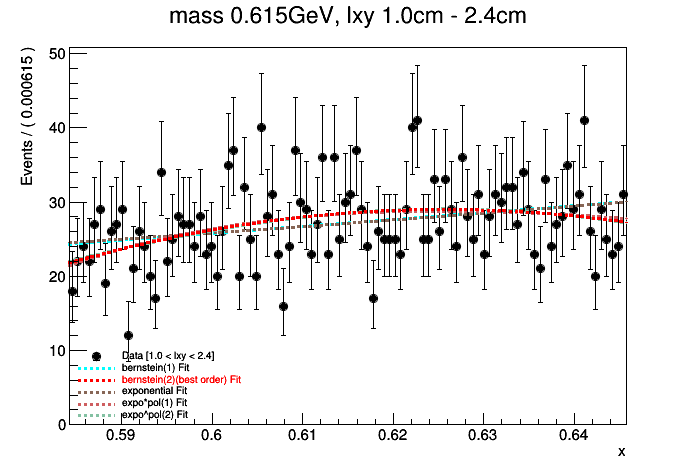 mass 0.615GeV, lxy 1.0cm - 2.4cm
Events / ( 0.000615 )
50
40
30
20
10
0
Data [1.0 < lxy < 2.4]
bernstein(1) Fit
bernstein(2)(best order) Fit
exponential Fit
expo*pol(1) Fit
expo^pol(2) Fit
0.59 0.6 0.61 0.62 0.63 0.64
x